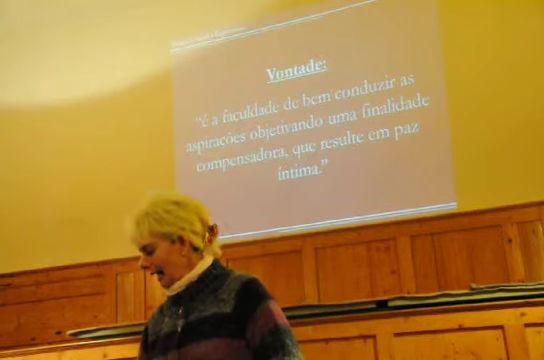 Vontade:
“é a faculdade de bem conduzir as
aspirações objetivando uma finalidade
compensadora, que resulte em paz
íntima.”